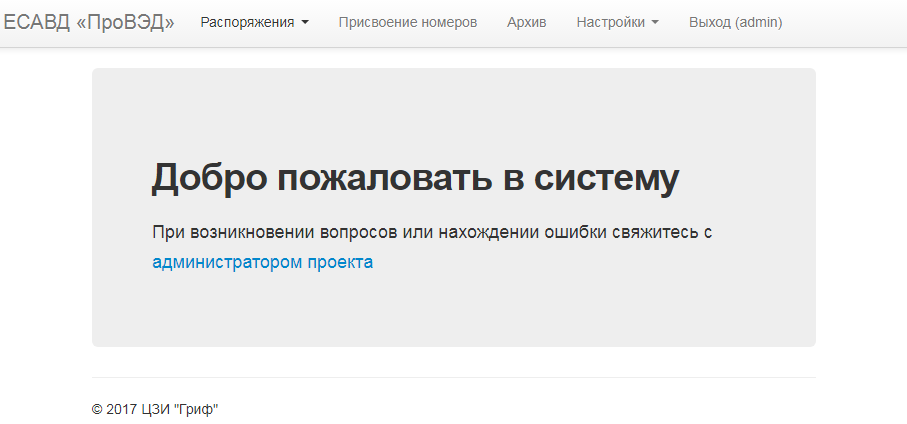 ЕСАВД «ПроВЭД» Распоряжения Присвоение номеров Архив Настройки Выход (admin)
Добро пожаловать в систему
При возникновении вопросов или нахождении ошибки свяжитесь с
администратором проекта
© 2017 ЦЗИ "Гриф"